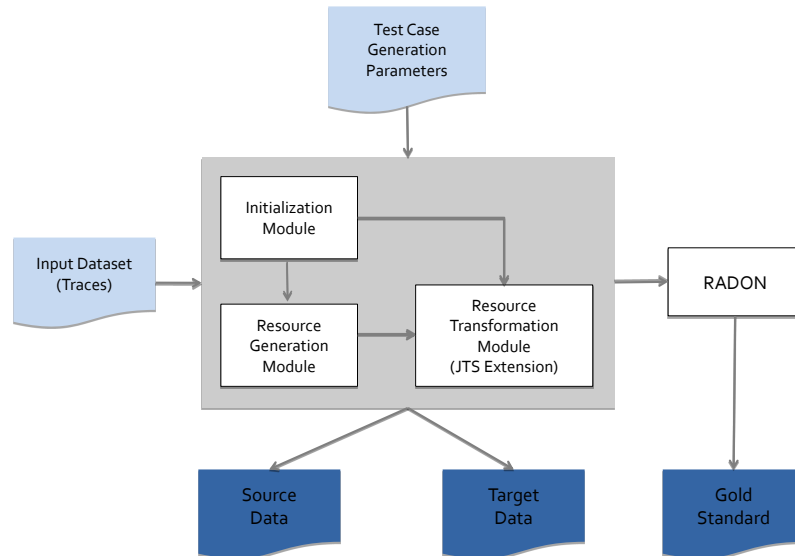 Test Case
Generation
Parameters
Initialization
Module
Input Dataset
(Traces)
RADON
Resource
Generation
Module
Resource
Transformation
Module
(JTS Extension)
Source
Data
Target
Data
Gold
Standard